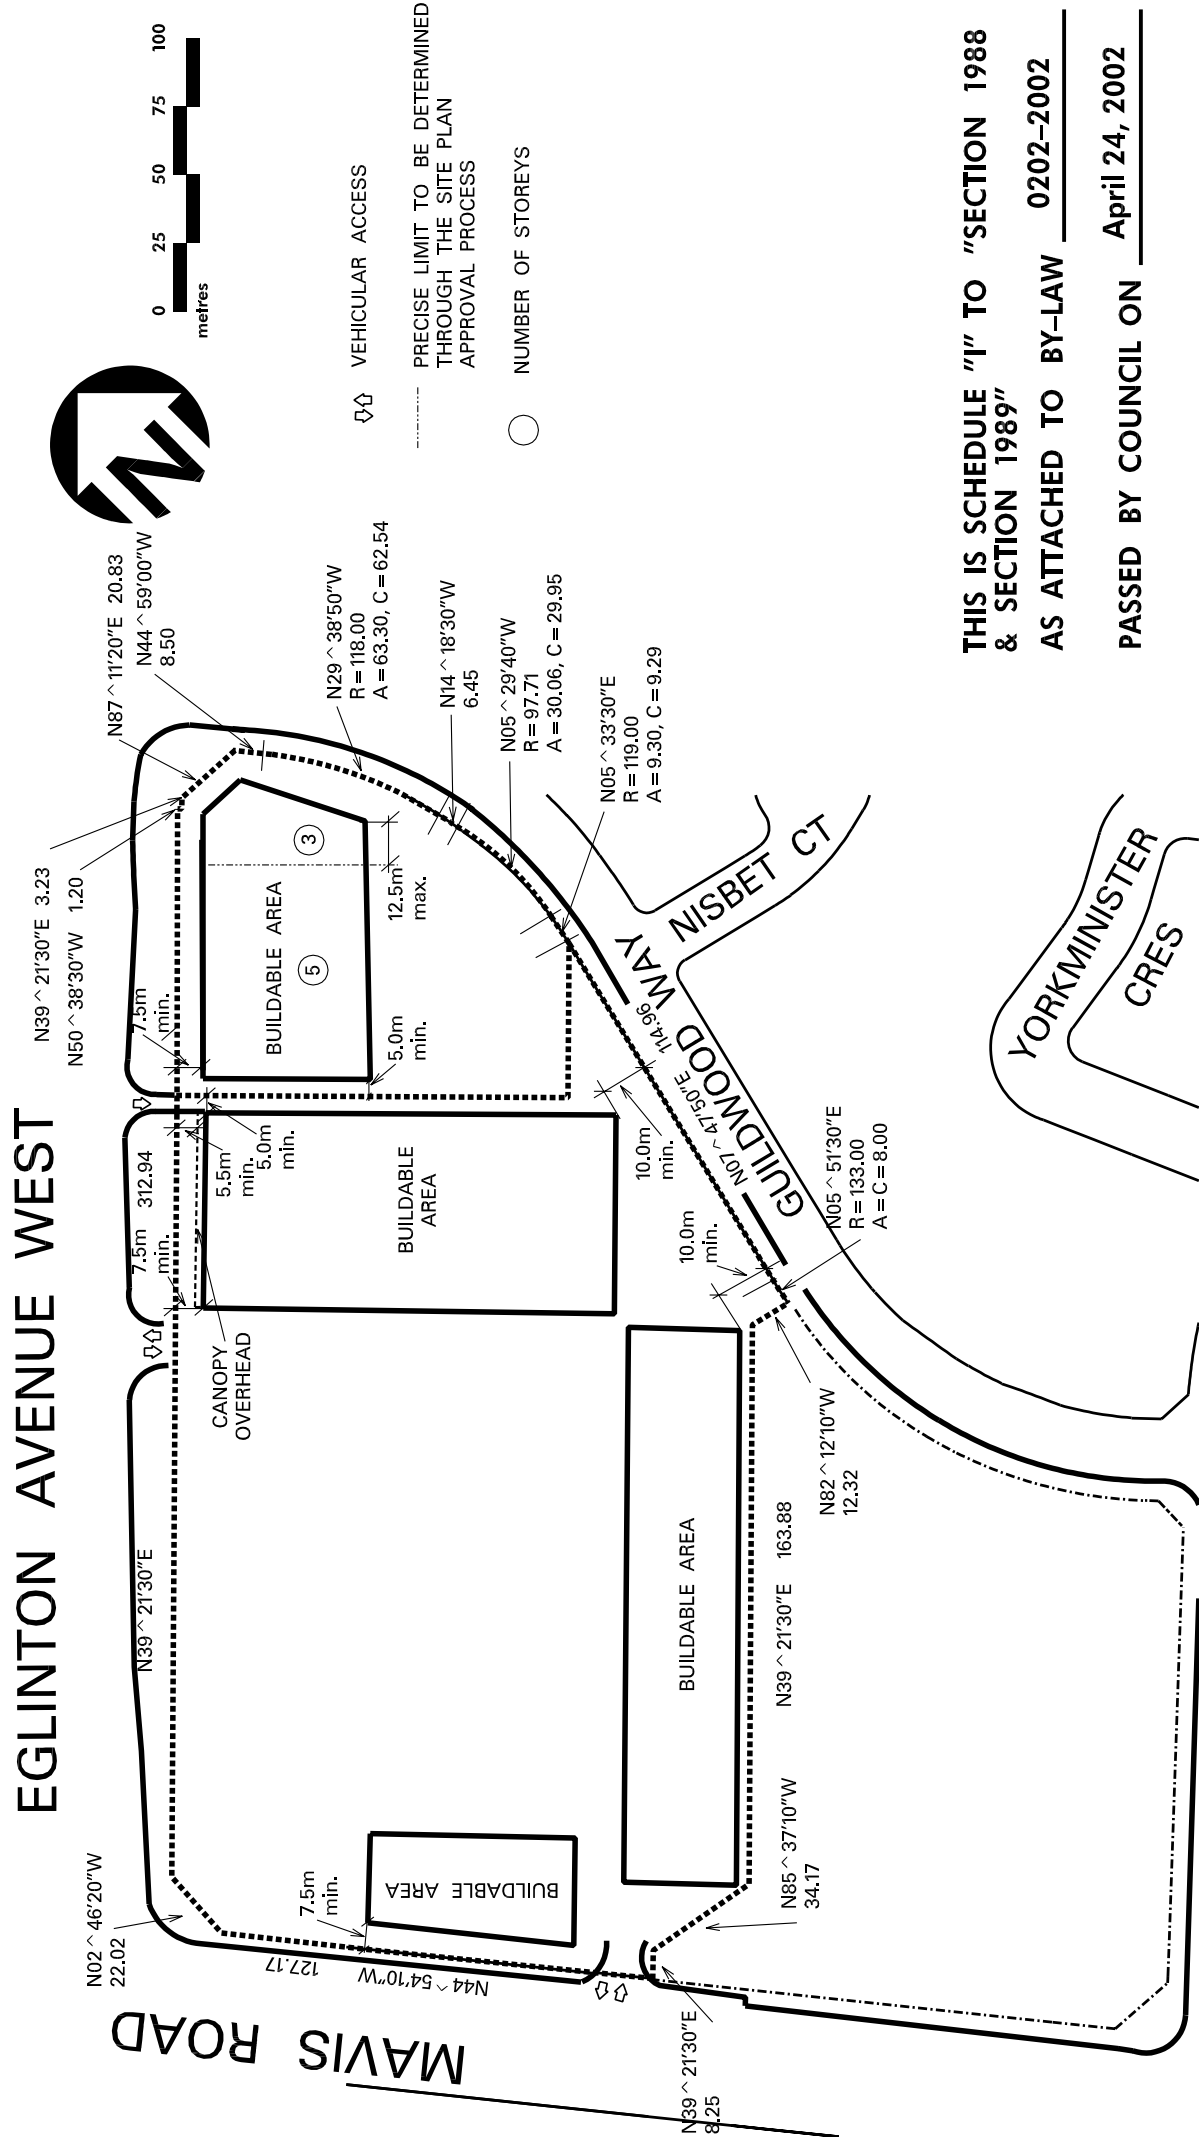 EGLINTON AVENUE WEST
MAVIS ROAD
GUILDWOOD WAY
NISBET CT
YORKMINISTER
CRES
N
0 25 50 75 100
metres
VEHICULAR ACCESS
PRECISE LIMIT TO BE DETERMINED
THROUGH THE SITE PLAN
APPROVAL PROCESS
NUMBER OF STOREYS
N02^46'20"W
22.02
N39^21'30"E
312.94
7.5m
min.
5.5m
min.
5.0m
min.
CANOPY
OVERHEAD
7.5m
min.
N39^21'30"E 3.23
N50^38'30"W 1.20
N87^11'20"E 20.83
N44^59'00"W
8.50
N29^38'50"W
R=118.00
A=63.30, C=62.54
N14^18'30"W
6.45
N05^29'40"W
R=97.71
A=30.06, C=29.95
N05^33'30"E
R=119.00
A=9.30, C=9.29
BUILDABLE AREA
5
3
12.5m
max.
5.0m
min.
BUILDABLE
AREA
10.0m
min.
N07^47'50"E
114.96
10.0m
min.
N05^51'30"E
R=133.00
A=C=8.00
N82^12'10"W
12.32
BUILDABLE AREA
N39^21'30"E 163.88
N85^37'10"W
34.17
BUILDABLE
AREA
7.5m
min.
127.17
N44^54'10"W
N39^21'30"E
8.25
THIS IS SCHEDULE "I" TO "SECTION 1988
& SECTION 1989"
AS ATTACHED TO BY-LAW 0202-2002
PASSED BY COUNCIL ON April 24, 2002